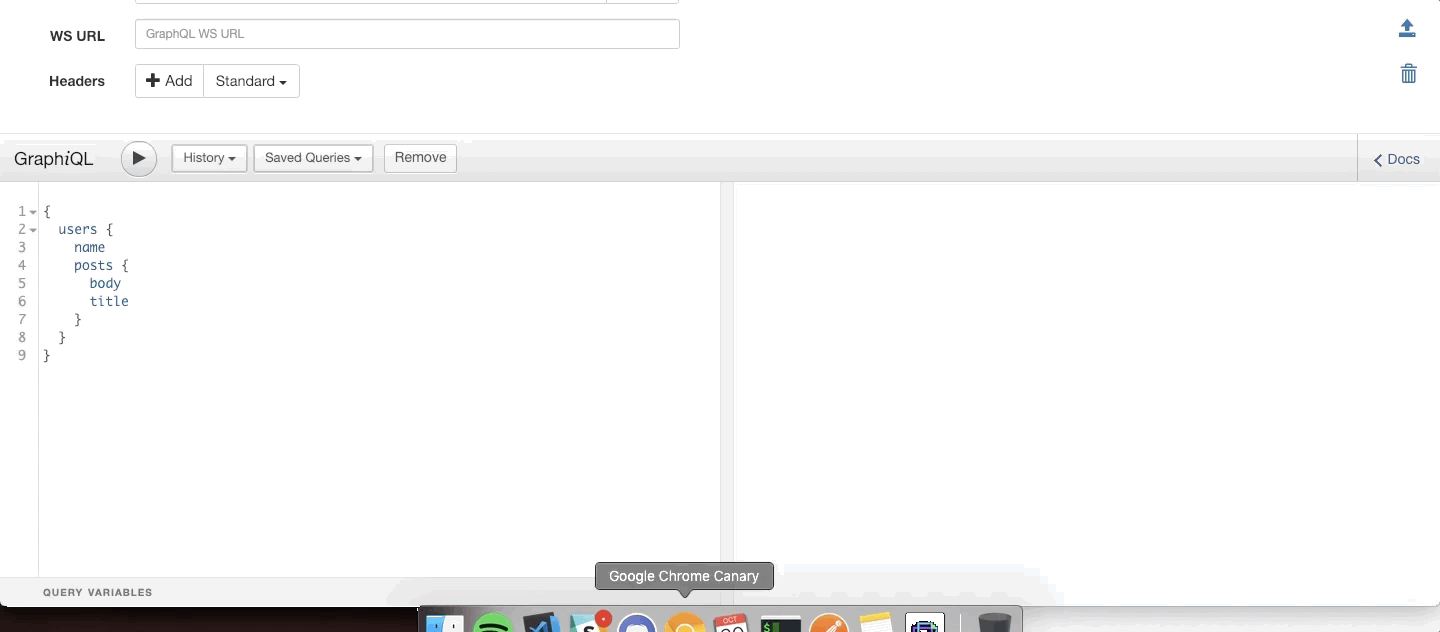 WS URL GraphQL WS URL
Headers Add Standard
GraphiQL History Saved Queries Remove Docs
1 {
2 users {
3 name
4 posts {
5 body
6 title
7 }
8 }
9 }
Google Chrome Canary
QUERY VARIABLES
OCT
$